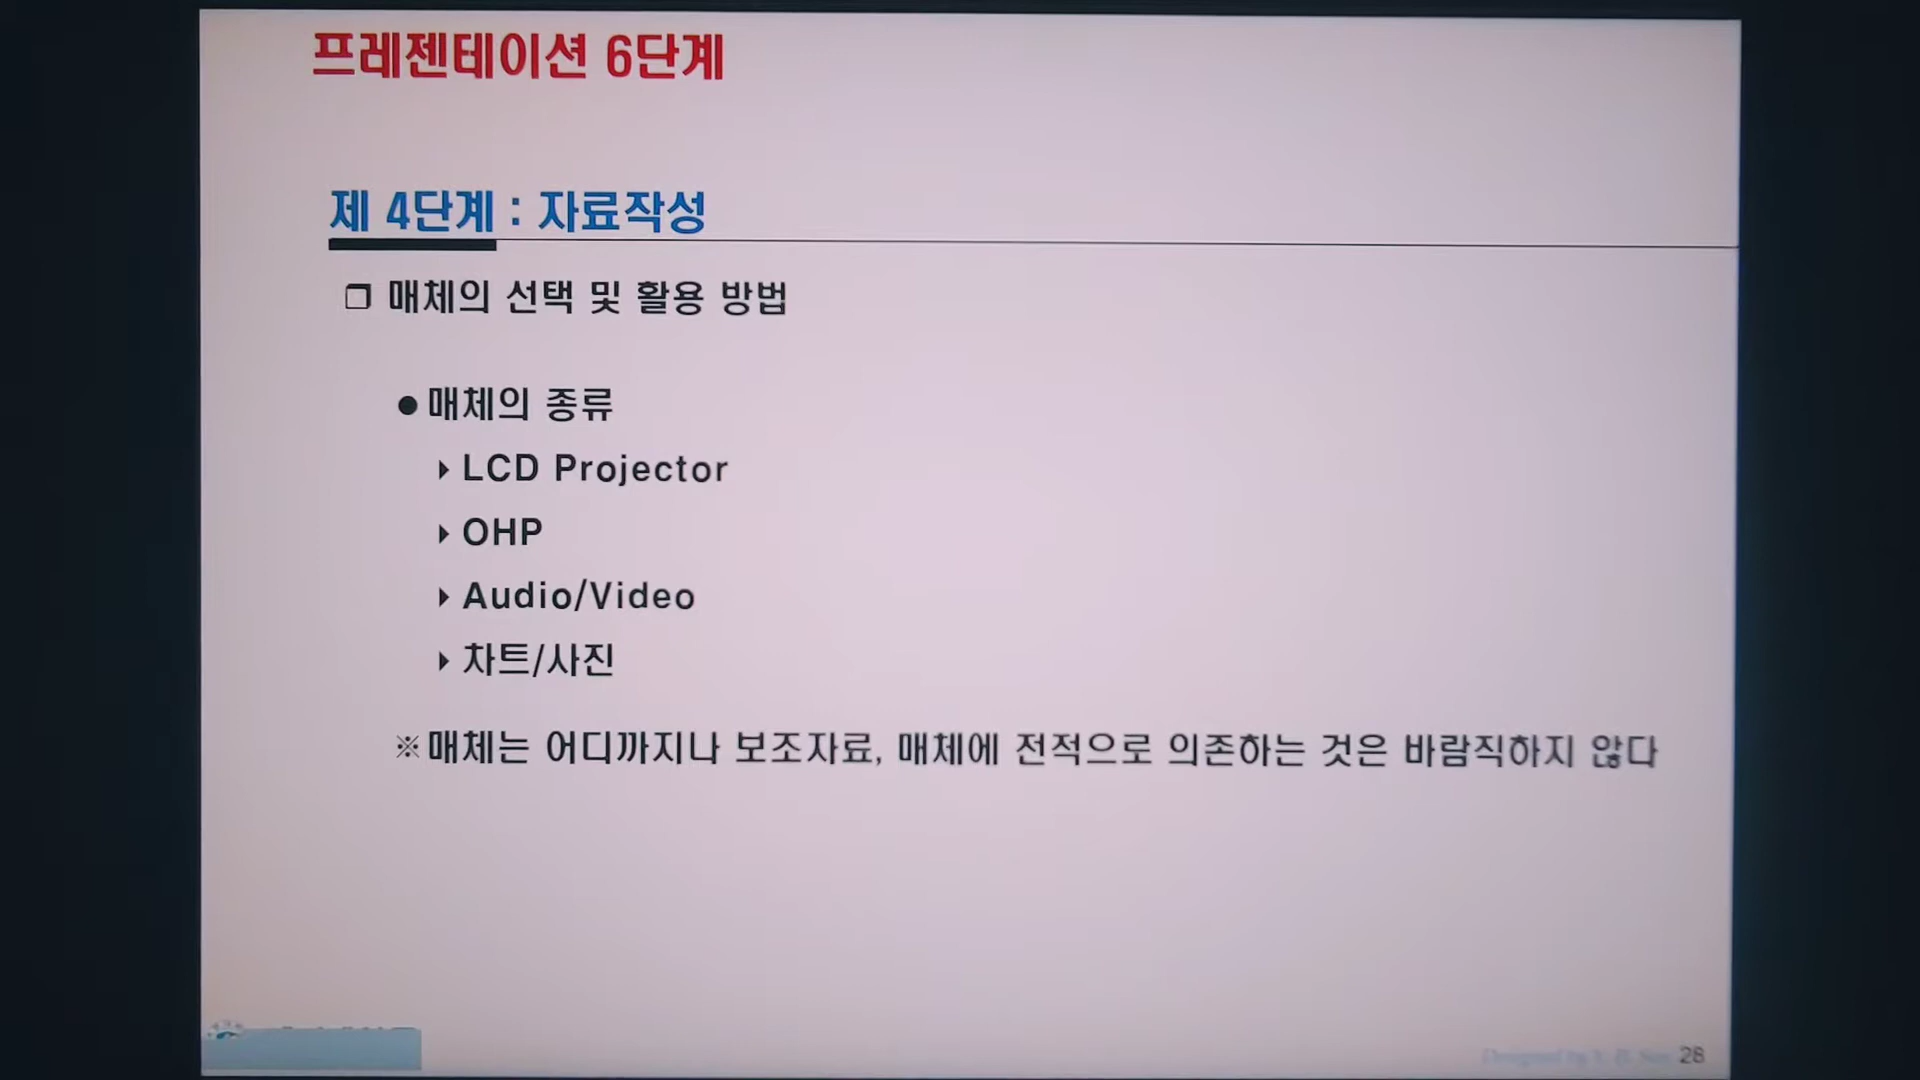 프레젠테이션 6단계
제 4단계 : 자료작성
❐ 매체의 선택 및 활용 방법
● 매체의 종류
▶ LCD Projector
▶ OHP
▶ Audio/Video
▶ 차트/사진
※ 매체는 어디까지나 보조자료, 매체에 전적으로 의존하는 것은 바람직하지 않다
Designed by 28